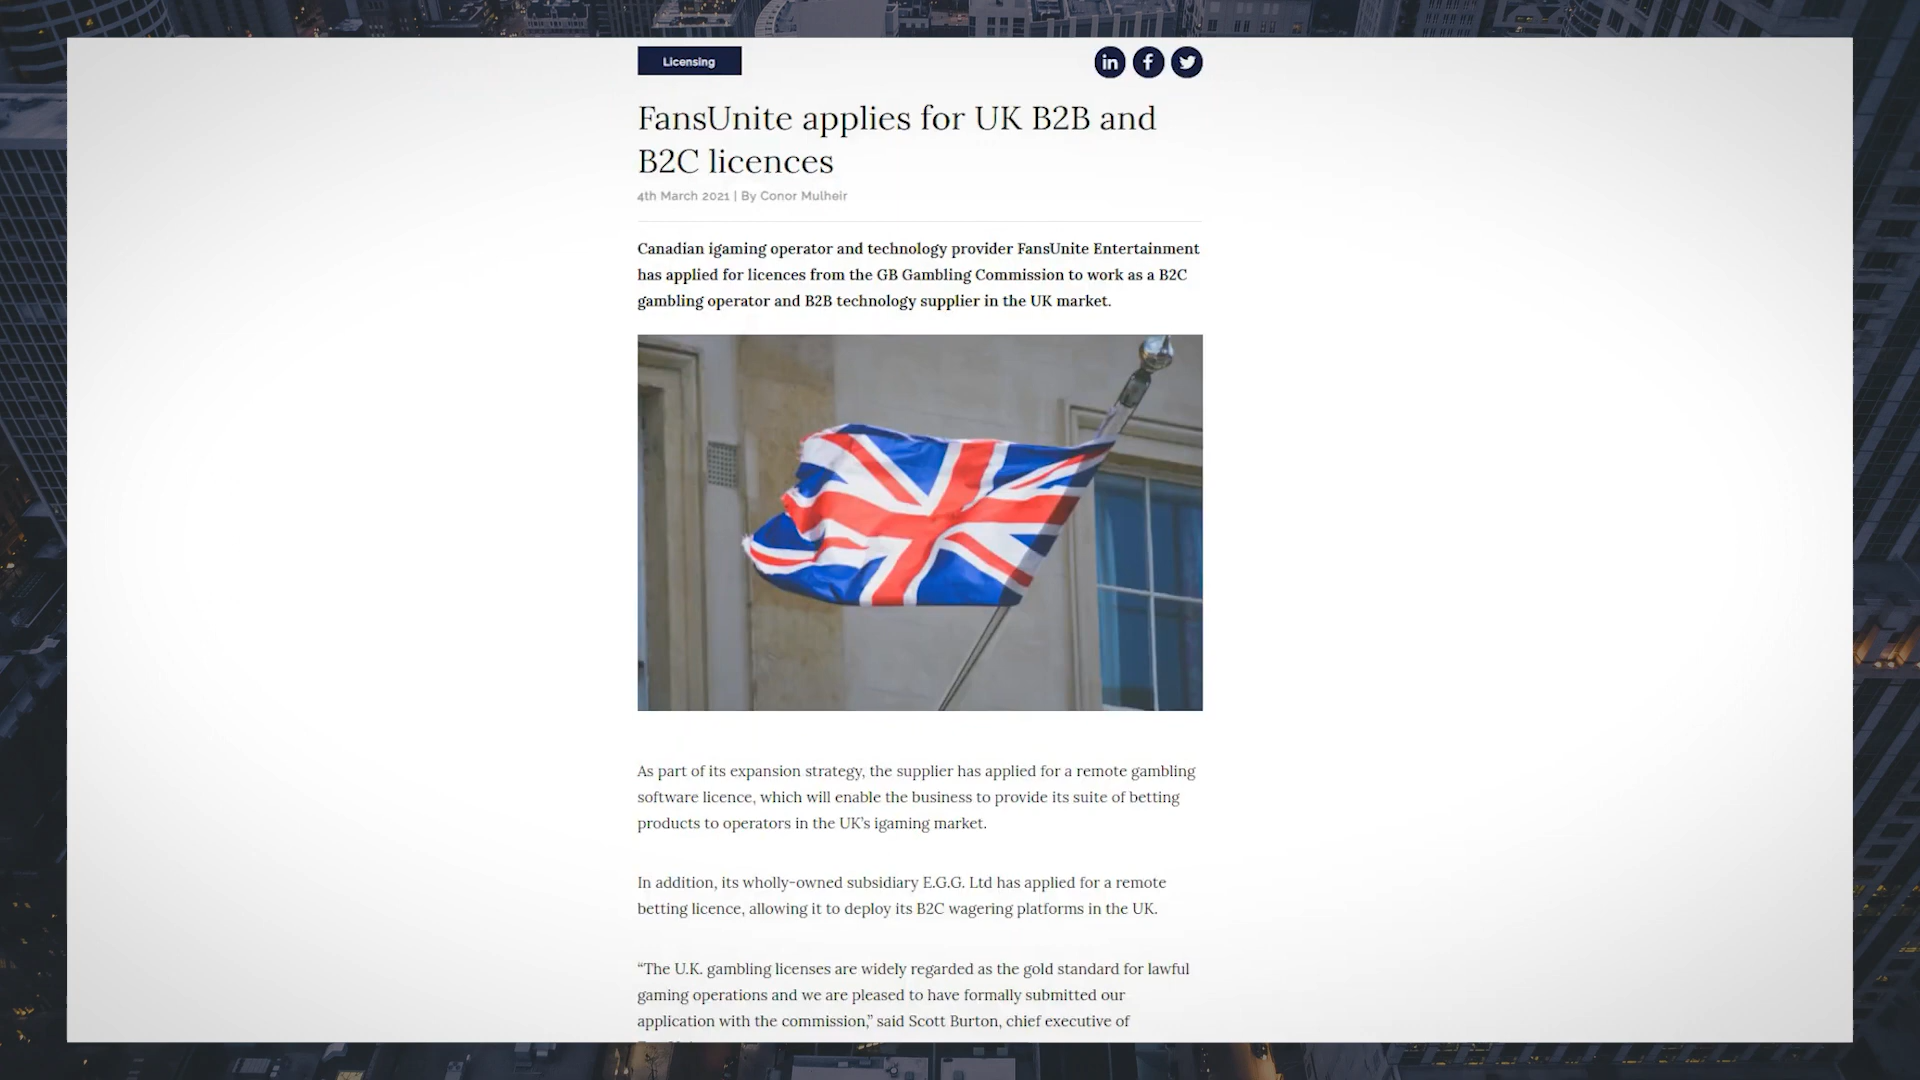 Licensing
FansUnite applies for UK B2B and
B2C licences
4th March 2021 | By Conor Mulheir
Canadian igaming operator and technology provider FansUnite Entertainment
has applied for licences from the GB Gambling Commission to work as a B2C
gambling operator and B2B technology supplier in the UK market.
As part of its expansion strategy, the supplier has applied for a remote gambling
software licence, which will enable the business to provide its suite of betting
products to operators in the UK’s igaming market.
In addition, its wholly-owned subsidiary E.G.G. Ltd has applied for a remote
betting licence, allowing it to deploy its B2C wagering platforms in the UK.
“The U.K. gambling licenses are widely regarded as the gold standard for lawful
gaming operations and we are pleased to have formally submitted our
application with the commission,” said Scott Burton, chief executive of